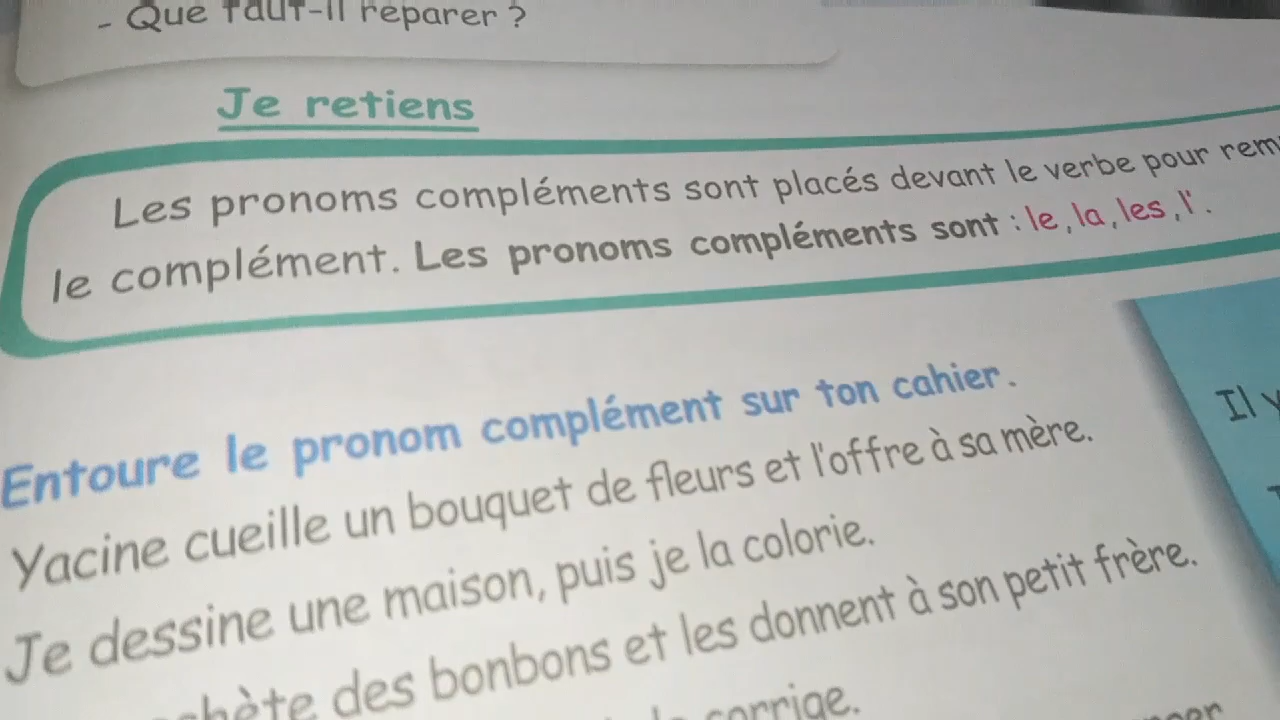 - Que faut-il réparer ?
Je retiens
Les pronoms compléments sont placés devant le verbe pour
le complément. Les pronoms compléments sont : le, la, les, l'.
Entoure le pronom complément sur ton cahier.
Yacine cueille un bouquet de fleurs et l'offre à sa mère.
Je dessine une maison, puis je la colorie.
Il
des bonbons et les donnent à son petit frère.
corrige.